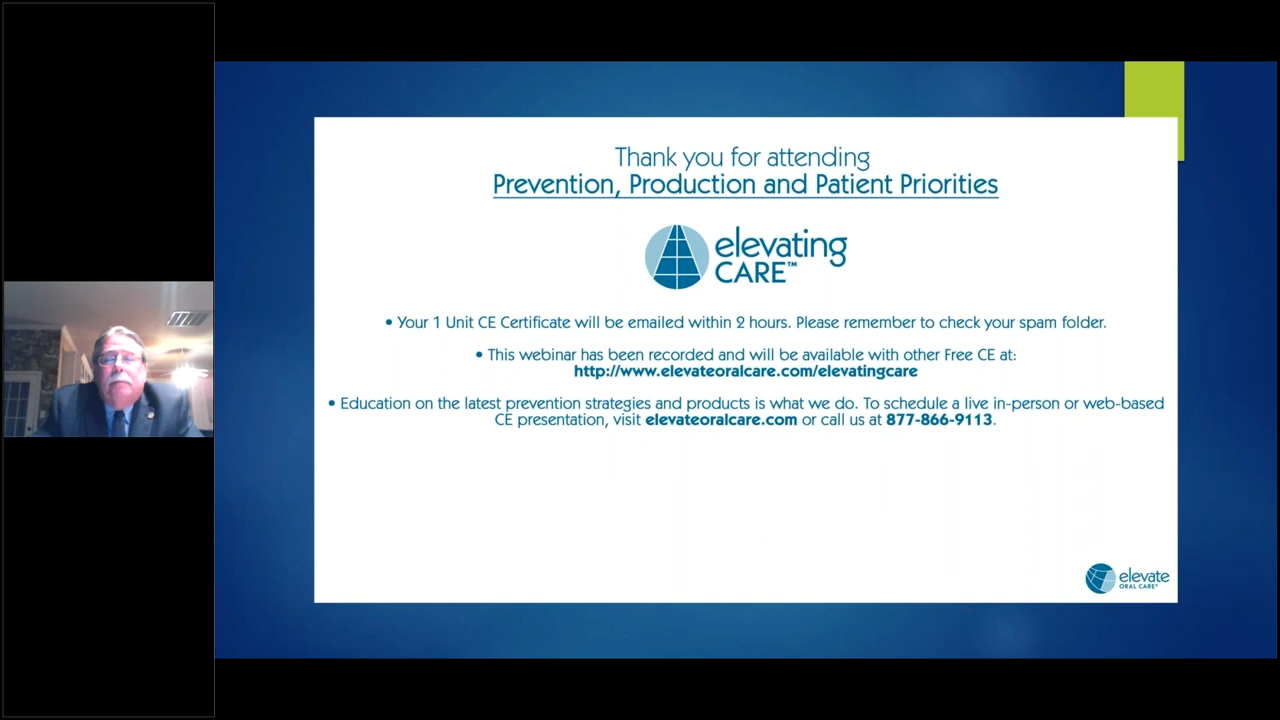 Thank you for attending
Prevention, Production and Patient Priorities
elevating
CARE™
• Your 1 Unit CE Certificate will be emailed within 2 hours. Please remember to check your spam folder.
• This webinar has been recorded and will be available with other Free CE at:
http://www.elevateoralcare.com/elevatingcare
• Education on the latest prevention strategies and products is what we do. To schedule a live in-person or web-based
CE presentation, visit elevateoralcare.com or call us at 877-866-9113.
elevate
ORAL CARE®